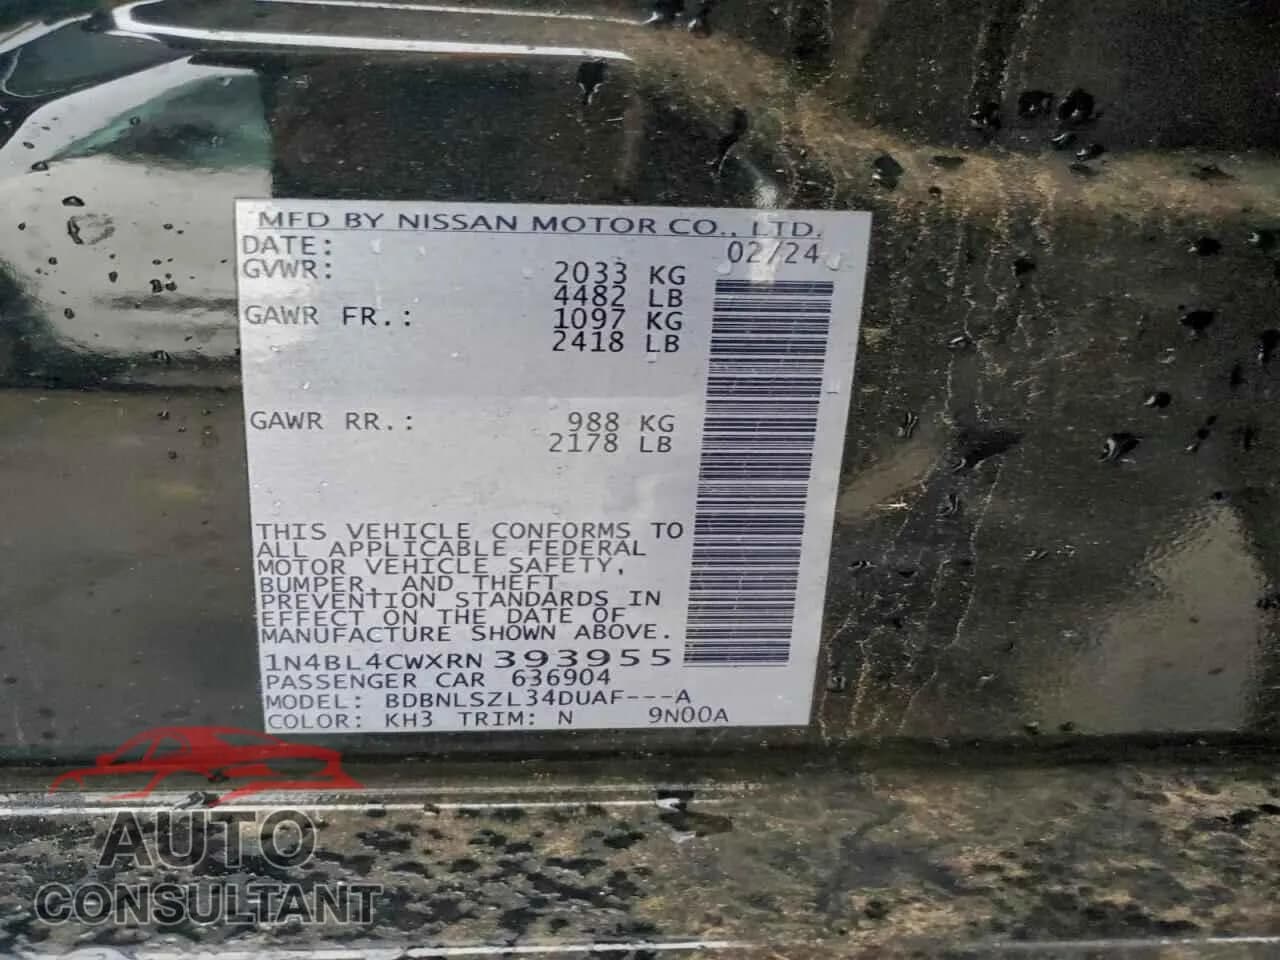 MFD BY NISSAN MOTOR CO., LTD.
DATE: 02/24
GVWR: 2033 KG
4482 LB
GAWR FR.: 1097 KG
2418 LB
GAWR RR.: 988 KG
2178 LB
THIS VEHICLE CONFORMS TO
ALL APPLICABLE FEDERAL
MOTOR VEHICLE SAFETY,
BUMPER, AND THEFT
PREVENTION STANDARDS IN
EFFECT ON THE DATE OF
MANUFACTURE SHOWN ABOVE.
1N4BL4CWXRN393955
PASSENGER CAR 636904
MODEL: BDBNLSZL34DUAF---A
COLOR: KH3 TRIM: N 9N00A
AUTO
CONSULTANT